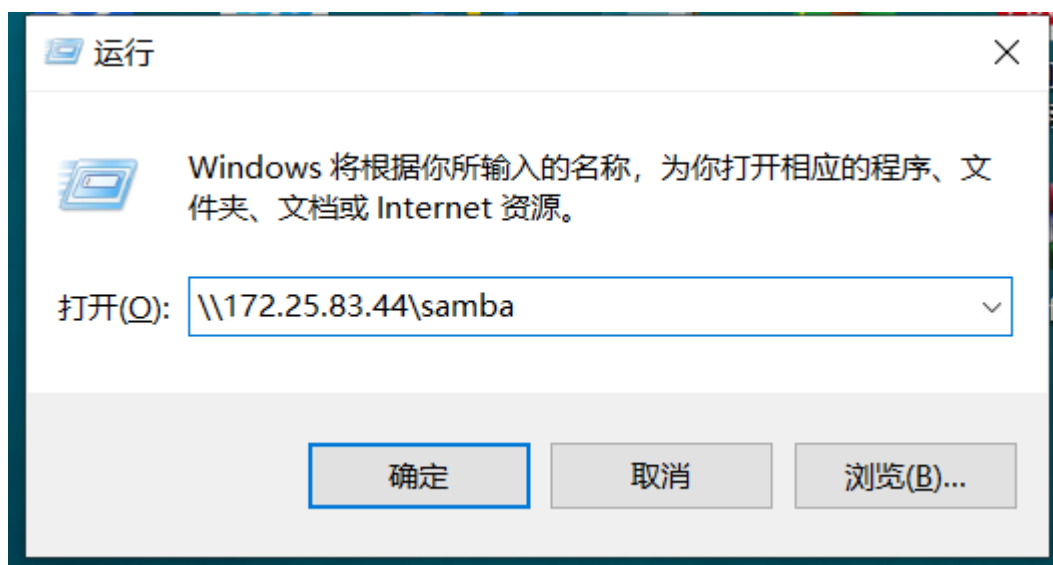 运行
Windows 将根据你所输入的名称，为你打开相应的程序、文
件夹、文档或 Internet 资源。
打开(O): \\172.25.83.44\samba
确定 取消 浏览(B)...